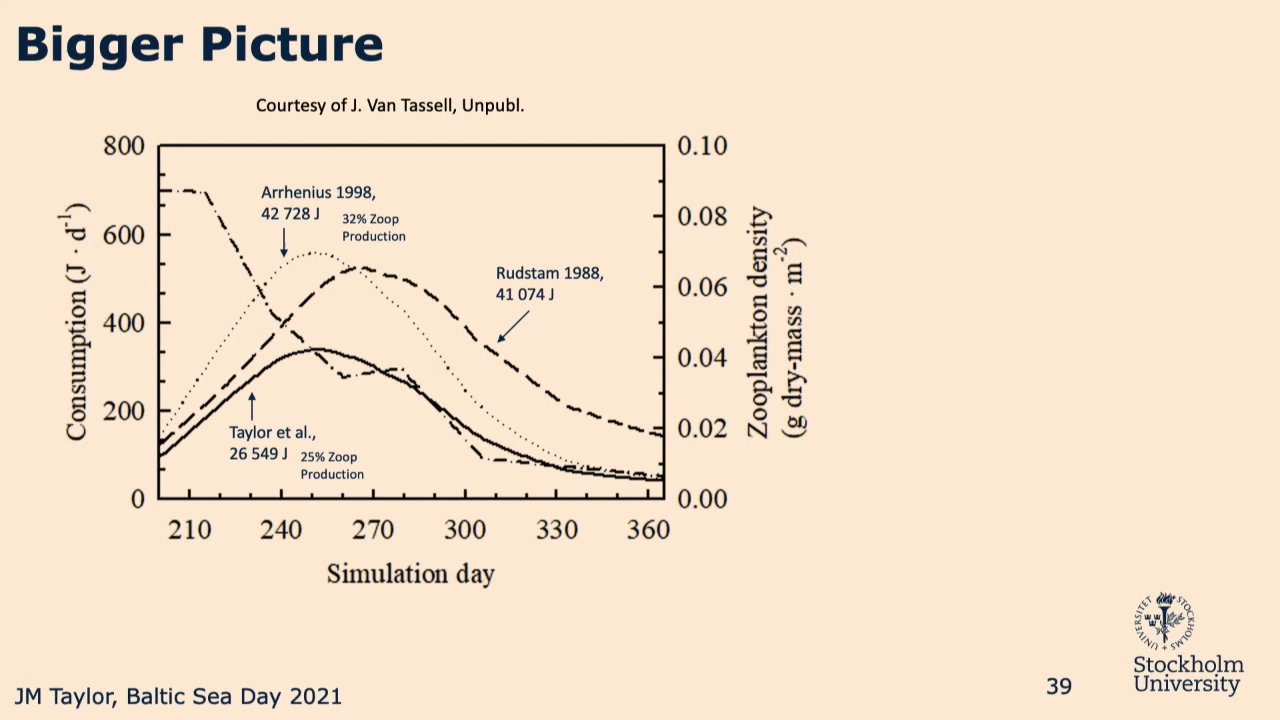 Bigger Picture
Courtesy of J. Van Tassell, Unpubl.
800
600
400
200
0
Consumption (J · d⁻¹)
0.10
0.08
0.06
0.04
0.02
0.00
Zooplankton density
(g dry-mass · m⁻²)
Arrhenius 1998,
42 728 J
32% Zoop
Production
Rudstam 1988,
41 074 J
Taylor et al.,
26 549 J
25% Zoop
Production
210 240 270 300 330 360
Simulation day
STOCKHOLMS UNIVERSITET
Stockholm
University
39
JM Taylor, Baltic Sea Day 2021